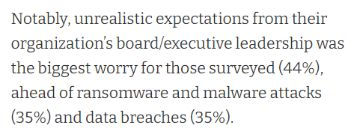 Notably, unrealistic expectations from their
organization's board/executive leadership was
the biggest worry for those surveyed (44%),
ahead of ransomware and malware attacks
(35%) and data breaches (35%).